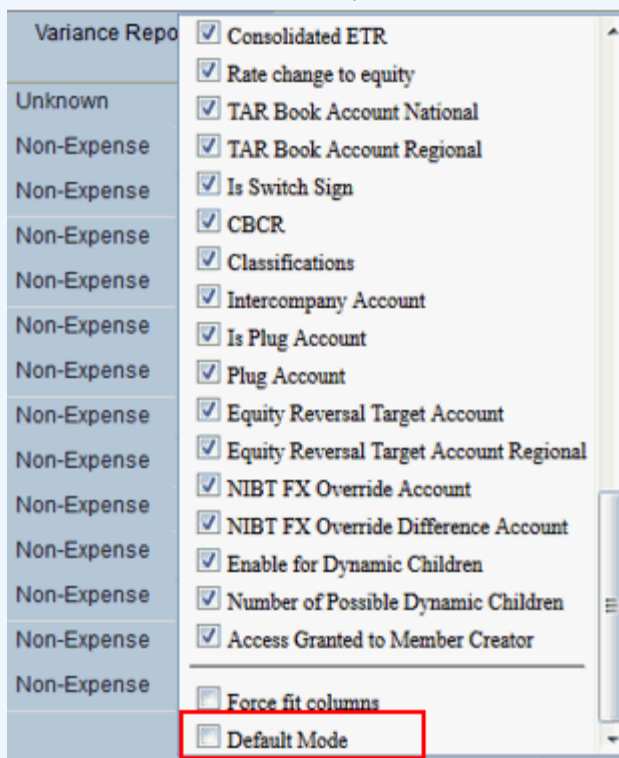 Variance Repo
Unknown
Non-Expense
Non-Expense
Non-Expense
Non-Expense
Non-Expense
Non-Expense
Non-Expense
Non-Expense
Non-Expense
Non-Expense
Non-Expense
Non-Expense
Non-Expense
Consolidated ETR
Rate change to equity
TAR Book Account National
TAR Book Account Regional
Is Switch Sign
CBCR
Classifications
Intercompany Account
Is Plug Account
Plug Account
Equity Reversal Target Account
Equity Reversal Target Account Regional
NIBT FX Override Account
NIBT FX Override Difference Account
Enable for Dynamic Children
Number of Possible Dynamic Children
Access Granted to Member Creator
Force fit columns
Default Mode